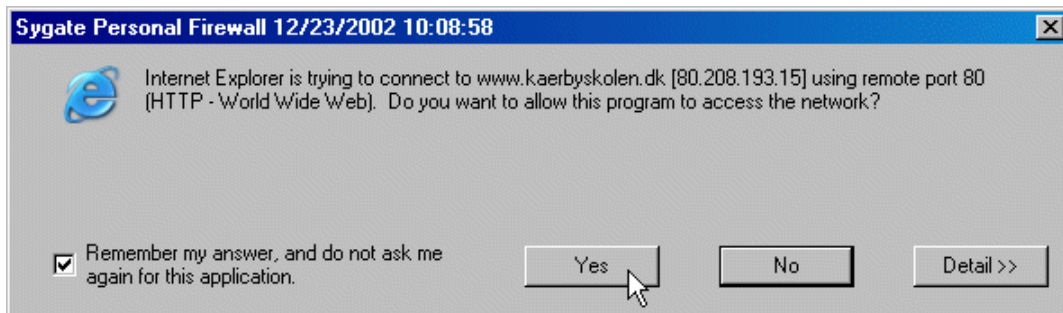 Sygate Personal Firewall 12/23/2002 10:08:58
Internet Explorer is trying to connect to www.kaerbyskolen.dk [80.208.193.15] using remote port 80
(HTTP - World Wide Web). Do you want to allow this program to access the network?
Remember my answer, and do not ask me
again for this application.
Yes
No
Detail >>